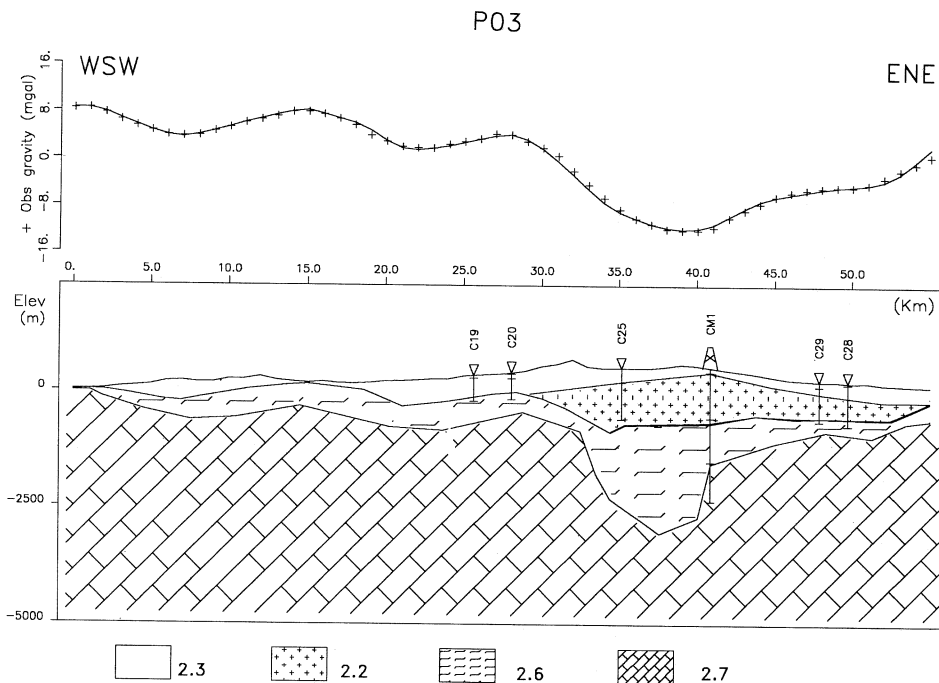 PO3
WSW
ENE
+ Obs gravity (mgal)
16.
8.
0.
-8.
-16.
0. 5.0 10.0 15.0 20.0 25.0 30.0 35.0 40.0 45.0 50.0
(Km)
Elev
(m)
0
-2500
-5000
C19
C20
C25
CM1
C29
C28
2.3
2.2
2.6
2.7